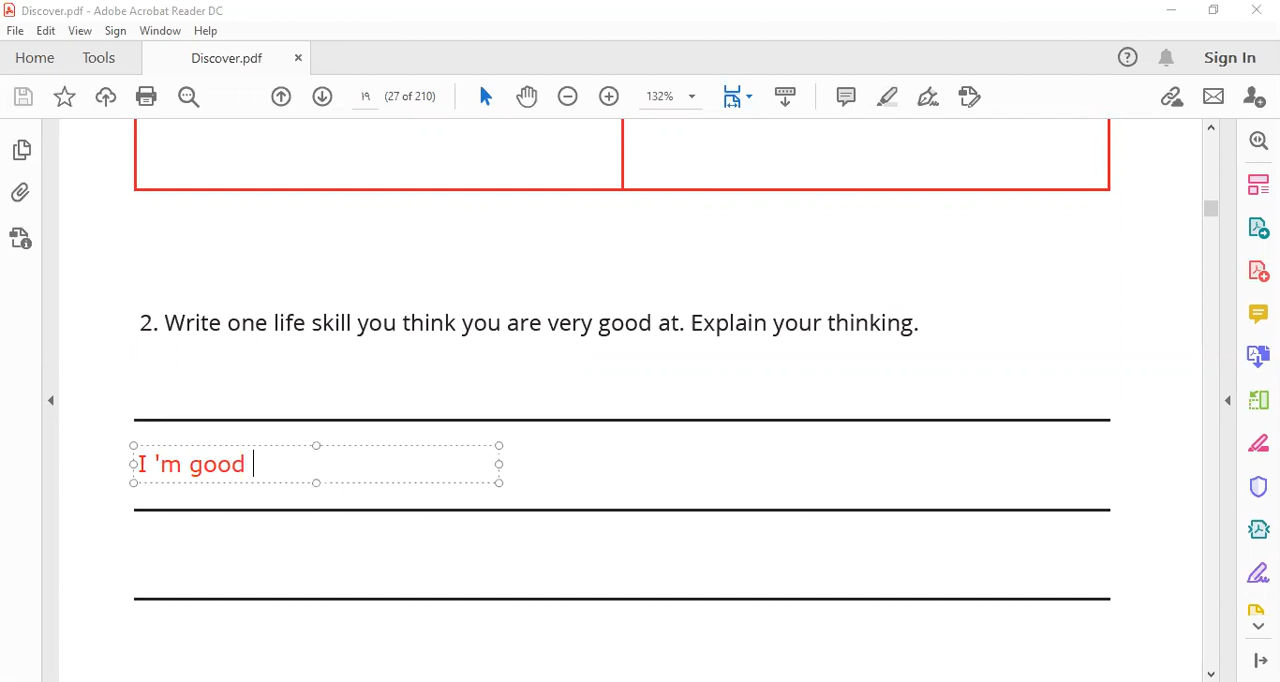 Discover.pdf - Adobe Acrobat Reader DC
File Edit View Sign Window Help
Home Tools Discover.pdf × Sign In
١٩ (27 of 210) 132%
2. Write one life skill you think you are very good at. Explain your thinking.
I 'm good